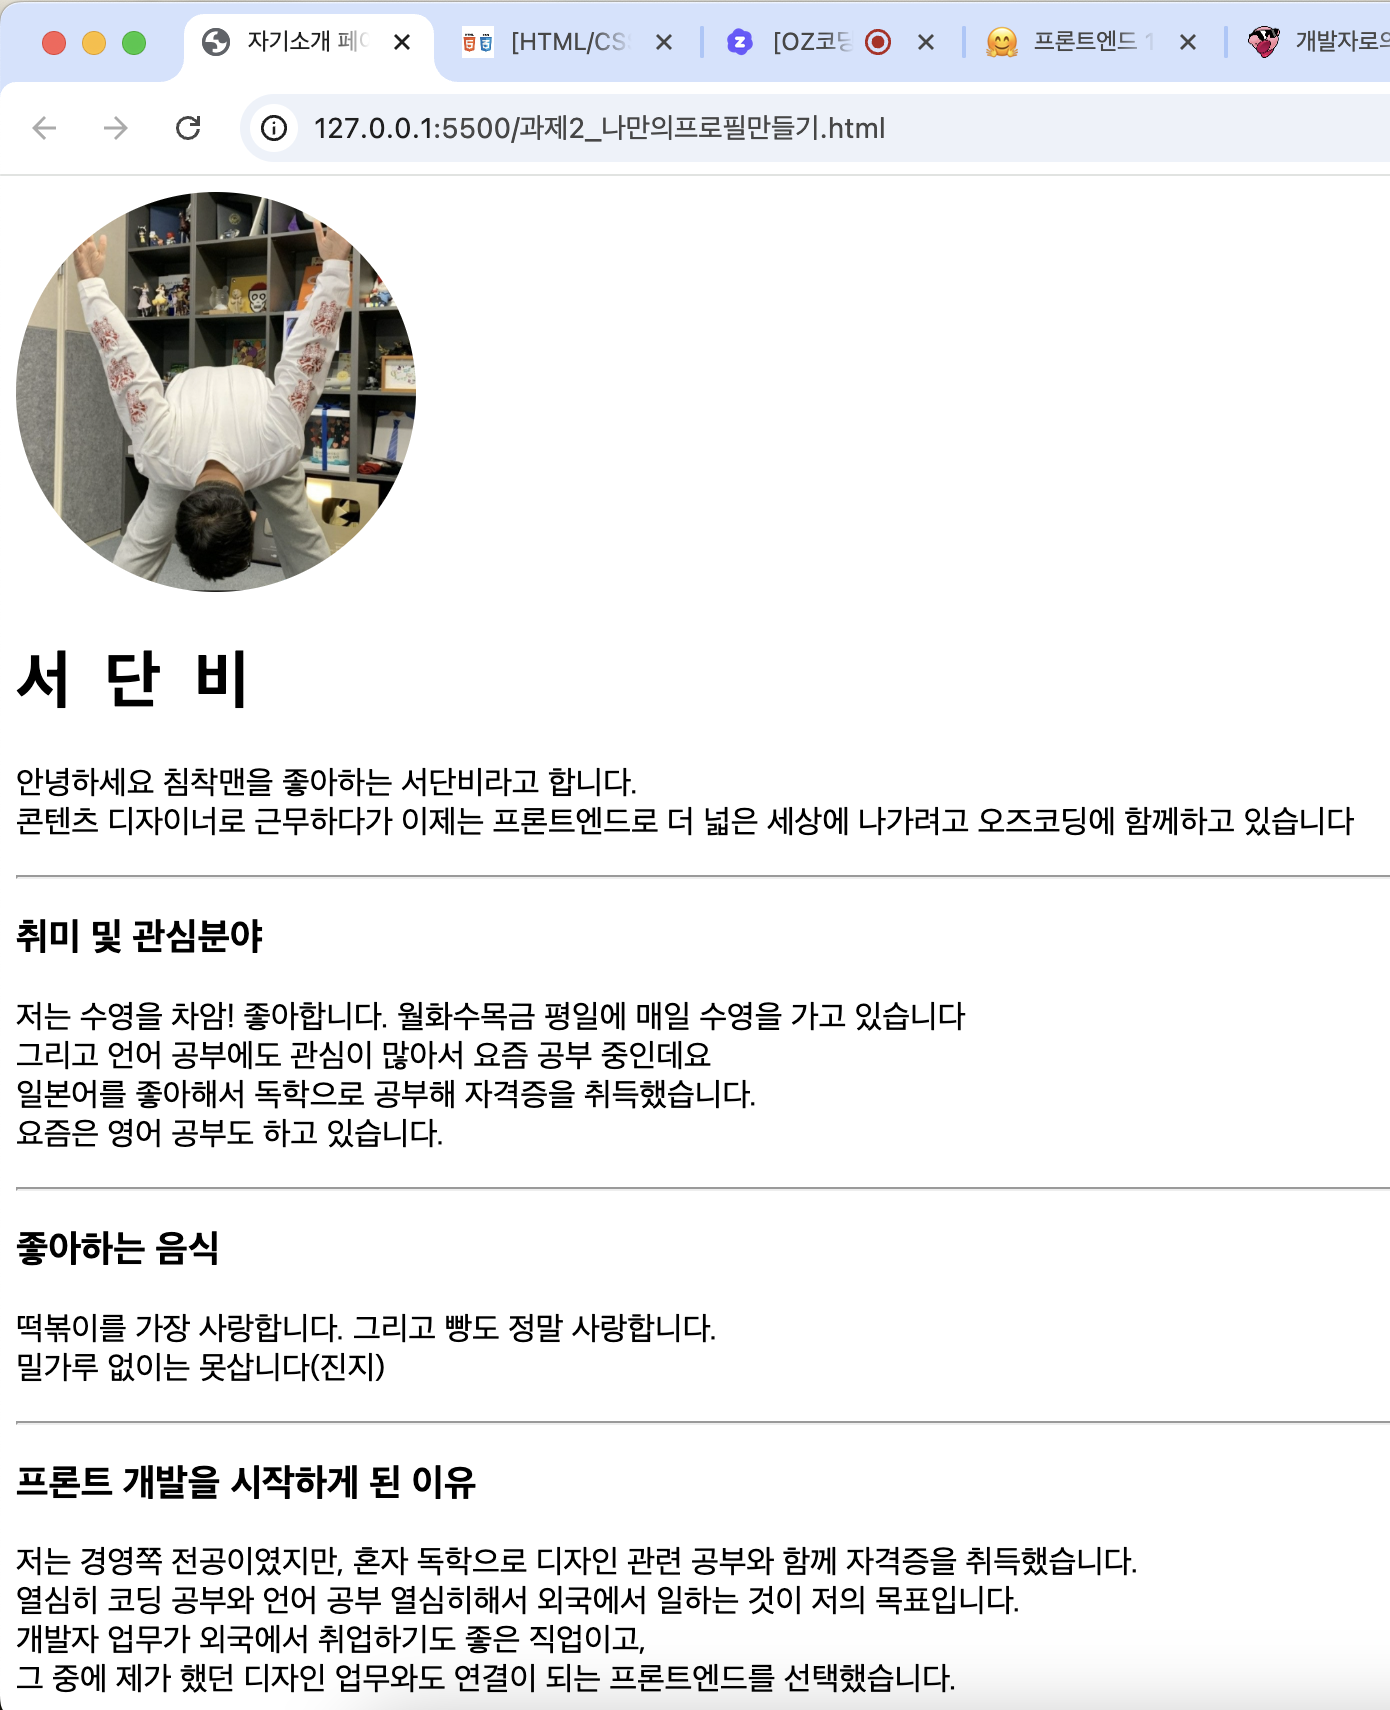 자기소개 페이
[HTML/CSS
[OZ코딩
프론트엔드 1
개발자로의
127.0.0.1:5500/과제2_나만의프로필만들기.html
서 단 비
안녕하세요 침착맨을 좋아하는 서단비라고 합니다.
콘텐츠 디자이너로 근무하다가 이제는 프론트엔드로 더 넓은 세상에 나가려고 오즈코딩에 함께하고 있습니다
취미 및 관심분야
저는 수영을 차암! 좋아합니다. 월화수목금 평일에 매일 수영을 가고 있습니다
그리고 언어 공부에도 관심이 많아서 요즘 공부 중인데요
일본어를 좋아해서 독학으로 공부해 자격증을 취득했습니다.
요즘은 영어 공부도 하고 있습니다.
좋아하는 음식
떡볶이를 가장 사랑합니다. 그리고 빵도 정말 사랑합니다.
밀가루 없이는 못삽니다(진지)
프론트 개발을 시작하게 된 이유
저는 경영쪽 전공이였지만, 혼자 독학으로 디자인 관련 공부와 함께 자격증을 취득했습니다.
열심히 코딩 공부와 언어 공부 열심히해서 외국에서 일하는 것이 저의 목표입니다.
개발자 업무가 외국에서 취업하기도 좋은 직업이고,
그 중에 제가 했던 디자인 업무와도 연결이 되는 프론트엔드를 선택했습니다.